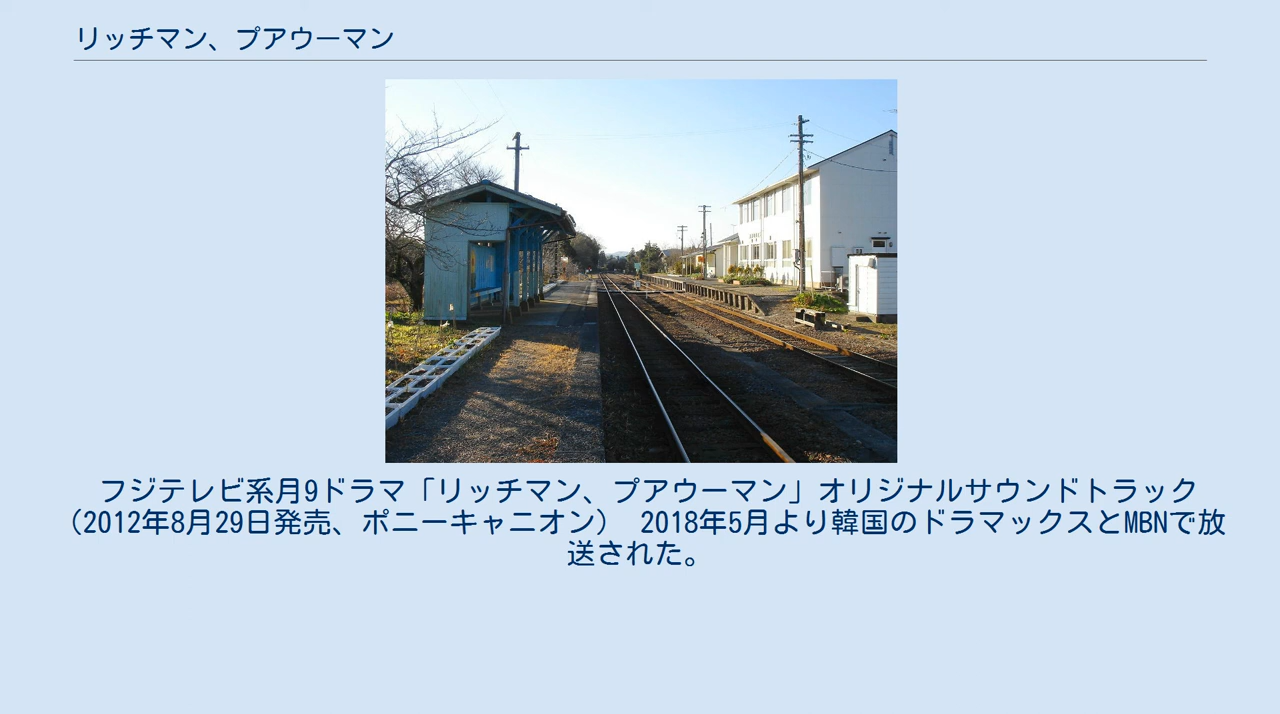 リッチマン、プアウーマン
フジテレビ系月9ドラマ「リッチマン、プアウーマン」オリジナルサウンドトラック
(2012年8月29日発売、ポニーキャニオン)　2018年5月より韓国のドラマックスとMBNで放
送された。